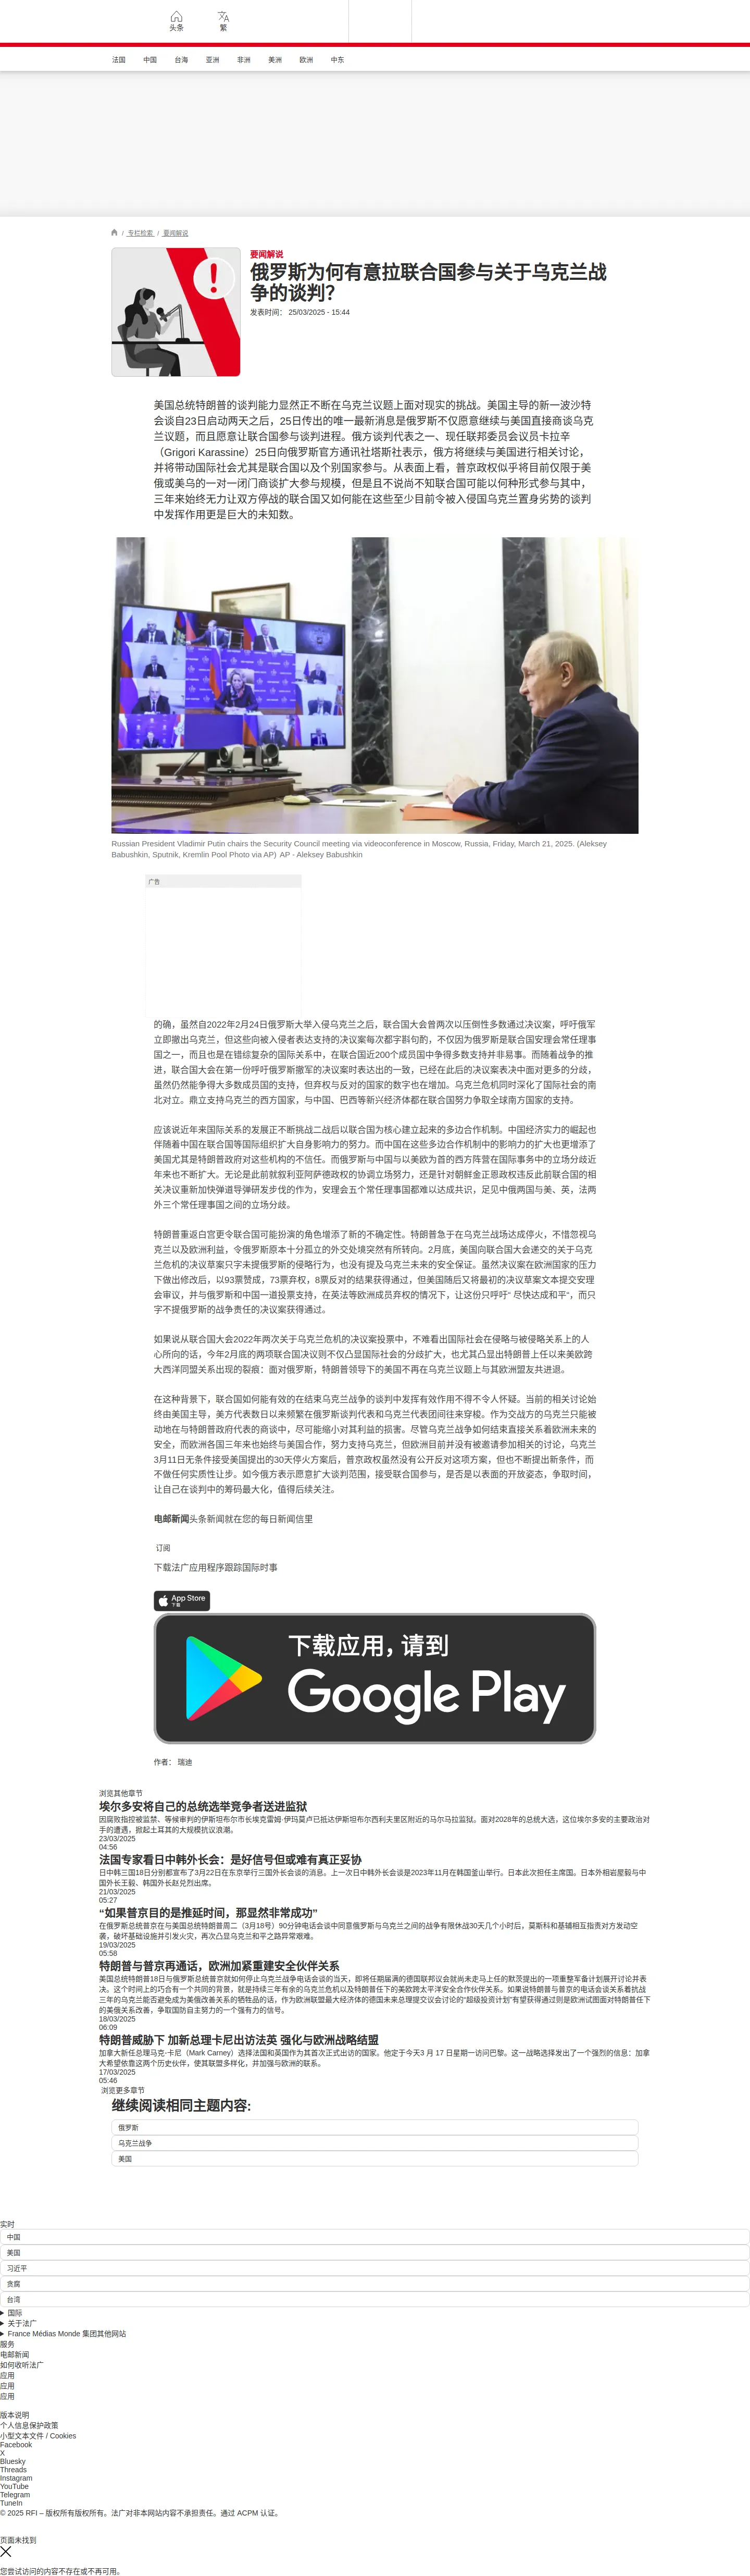 头条
繁
法国 中国 台海 亚洲 非洲 美洲 欧洲 中东
/ 专栏检索 / 要闻解说
要闻解说
俄罗斯为何有意拉联合国参与关于乌克兰战
争的谈判？
发表时间： 25/03/2025 - 15:44
美国总统特朗普的谈判能力显然正不断在乌克兰议题上面对现实的挑战。美国主导的新一波沙特
会谈自23日启动两天之后，25日传出的唯一最新消息是俄罗斯不仅愿意继续与美国直接商谈乌克
兰议题，而且愿意让联合国参与谈判进程。俄方谈判代表之一、现任联邦委员会议员卡拉辛
（Grigori Karassine）25日向俄罗斯官方通讯社塔斯社表示，俄方将继续与美国进行相关讨论，
并将带动国际社会尤其是联合国以及个别国家参与。从表面上看，普京政权似乎将目前仅限于美
俄或美乌的一对一闭门商谈扩大参与规模，但是且不说尚不知联合国可能以何种形式参与其中，
三年来始终无力让双方停战的联合国又如何能在这些至少目前令被入侵国乌克兰置身劣势的谈判
中发挥作用更是巨大的未知数。
Russian President Vladimir Putin chairs the Security Council meeting via videoconference in Moscow, Russia, Friday, March 21, 2025. (Aleksey
Babushkin, Sputnik, Kremlin Pool Photo via AP) AP - Aleksey Babushkin
广告
的确，虽然自2022年2月24日俄罗斯大举入侵乌克兰之后，联合国大会曾两次以压倒性多数通过决议案，呼吁俄军
立即撤出乌克兰，但这些向被入侵者表达支持的决议案每次都字斟句酌，不仅因为俄罗斯是联合国安理会常任理事
国之一，而且也是在错综复杂的国际关系中，在联合国近200个成员国中争得多数支持并非易事。而随着战争的推
进，联合国大会在第一份呼吁俄罗斯撤军的决议案时表达出的一致，已经在此后的决议案表决中面对更多的分歧，
虽然仍然能争得大多数成员国的支持，但弃权与反对的国家的数字也在增加。乌克兰危机同时深化了国际社会的南
北对立。鼎立支持乌克兰的西方国家，与中国、巴西等新兴经济体都在联合国努力争取全球南方国家的支持。
应该说近年来国际关系的发展正不断挑战二战后以联合国为核心建立起来的多边合作机制。中国经济实力的崛起也
伴随着中国在联合国等国际组织扩大自身影响力的努力。而中国在这些多边合作机制中的影响力的扩大也更增添了
美国尤其是特朗普政府对这些机构的不信任。而俄罗斯与中国与以美欧为首的西方阵营在国际事务中的立场分歧近
年来也不断扩大。无论是此前就叙利亚阿萨德政权的协调立场努力，还是针对朝鲜金正恩政权违反此前联合国的相
关决议重新加快弹道导弹研发步伐的作为，安理会五个常任理事国都难以达成共识，足见中俄两国与美、英，法两
外三个常任理事国之间的立场分歧。
特朗普重返白宫更令联合国可能扮演的角色增添了新的不确定性。特朗普急于在乌克兰战场达成停火，不惜忽视乌
克兰以及欧洲利益，令俄罗斯原本十分孤立的外交处境突然有所转向。2月底，美国向联合国大会递交的关于乌克
兰危机的决议草案只字未提俄罗斯的侵略行为，也没有提及乌克兰未来的安全保证。虽然决议案在欧洲国家的压力
下做出修改后，以93票赞成，73票弃权，8票反对的结果获得通过，但美国随后又将最初的决议草案文本提交安理
会审议，并与俄罗斯和中国一道投票支持，在英法等欧洲成员弃权的情况下，让这份只呼吁“ 尽快达成和平”，而只
字不提俄罗斯的战争责任的决议案获得通过。
如果说从联合国大会2022年两次关于乌克兰危机的决议案投票中，不难看出国际社会在侵略与被侵略关系上的人
心所向的话，今年2月底的两项联合国决议则不仅凸显国际社会的分歧扩大，也尤其凸显出特朗普上任以来美欧跨
大西洋同盟关系出现的裂痕：面对俄罗斯，特朗普领导下的美国不再在乌克兰议题上与其欧洲盟友共进退。
在这种背景下，联合国如何能有效的在结束乌克兰战争的谈判中发挥有效作用不得不令人怀疑。当前的相关讨论始
终由美国主导，美方代表数日以来频繁在俄罗斯谈判代表和乌克兰代表团间往来穿梭。作为交战方的乌克兰只能被
动地在与特朗普政府代表的商谈中，尽可能缩小对其利益的损害。尽管乌克兰战争如何结束直接关系着欧洲未来的
安全，而欧洲各国三年来也始终与美国合作，努力支持乌克兰，但欧洲目前并没有被邀请参加相关的讨论，乌克兰
3月11日无条件接受美国提出的30天停火方案后，普京政权虽然没有公开反对这项方案，但也不断提出新条件，而
不做任何实质性让步。如今俄方表示愿意扩大谈判范围，接受联合国参与，是否是以表面的开放姿态，争取时间，
让自己在谈判中的筹码最大化，值得后续关注。
电邮新闻头条新闻就在您的每日新闻信里
订阅
下载法广应用程序跟踪国际时事
App Store
下载
下载应用，请到
Google Play
作者： 瑞迪
浏览其他章节
埃尔多安将自己的总统选举竞争者送进监狱
因腐败指控被监禁、等候审判的伊斯坦布尔市长埃克雷姆·伊玛莫卢已抵达伊斯坦布尔西利夫里区附近的马尔马拉监狱。面对2028年的总统大选，这位埃尔多安的主要政治对
手的遭遇，掀起土耳其的大规模抗议浪潮。
23/03/2025
04:56
法国专家看日中韩外长会：是好信号但或难有真正妥协
日中韩三国18日分别都宣布了3月22日在东京举行三国外长会谈的消息。上一次日中韩外长会谈是2023年11月在韩国釜山举行。日本此次担任主席国。日本外相岩屋毅与中
国外长王毅、韩国外长赵兑烈出席。
21/03/2025
05:27
“如果普京目的是推延时间，那显然非常成功”
在俄罗斯总统普京在与美国总统特朗普周二（3月18号）90分钟电话会谈中同意俄罗斯与乌克兰之间的战争有限休战30天几个小时后，莫斯科和基辅相互指责对方发动空
袭，破坏基础设施并引发火灾，再次凸显乌克兰和平之路异常艰难。
19/03/2025
05:58
特朗普与普京再通话，欧洲加紧重建安全伙伴关系
美国总统特朗普18日与俄罗斯总统普京就如何停止乌克兰战争电话会谈的当天，即将任期届满的德国联邦议会就尚未走马上任的默茨提出的一项重整军备计划展开讨论并表
决。这个时间上的巧合有一个共同的背景，就是持续三年有余的乌克兰危机以及特朗普任下的美欧跨太平洋安全合作伙伴关系。如果说特朗普与普京的电话会谈关系着抗战
三年的乌克兰能否避免成为美俄改善关系的牺牲品的话，作为欧洲联盟最大经济体的德国未来总理提交议会讨论的“超级投资计划”有望获得通过则是欧洲试图面对特朗普任下
的美俄关系改善，争取国防自主努力的一个强有力的信号。
18/03/2025
06:09
特朗普威胁下 加新总理卡尼出访法英 强化与欧洲战略结盟
加拿大新任总理马克·卡尼（Mark Carney）选择法国和英国作为其首次正式出访的国家。他定于今天3 月 17 日星期一访问巴黎。这一战略选择发出了一个强烈的信息：加拿
大希望依靠这两个历史伙伴，使其联盟多样化，并加强与欧洲的联系。
17/03/2025
05:46
浏览更多章节
继续阅读相同主题内容:
俄罗斯
乌克兰战争
美国
实时
中国
美国
习近平
贪腐
台湾
国际
关于法广
France Médias Monde 集团其他网站
服务
电邮新闻
如何收听法广
应用
应用
应用
版本说明
个人信息保护政策
小型文本文件 / Cookies
Facebook
X
Bluesky
Threads
Instagram
YouTube
Telegram
TuneIn
© 2025 RFI – 版权所有版权所有。法广对非本网站内容不承担责任。通过 ACPM 认证。
页面未找到
您尝试访问的内容不存在或不再可用。